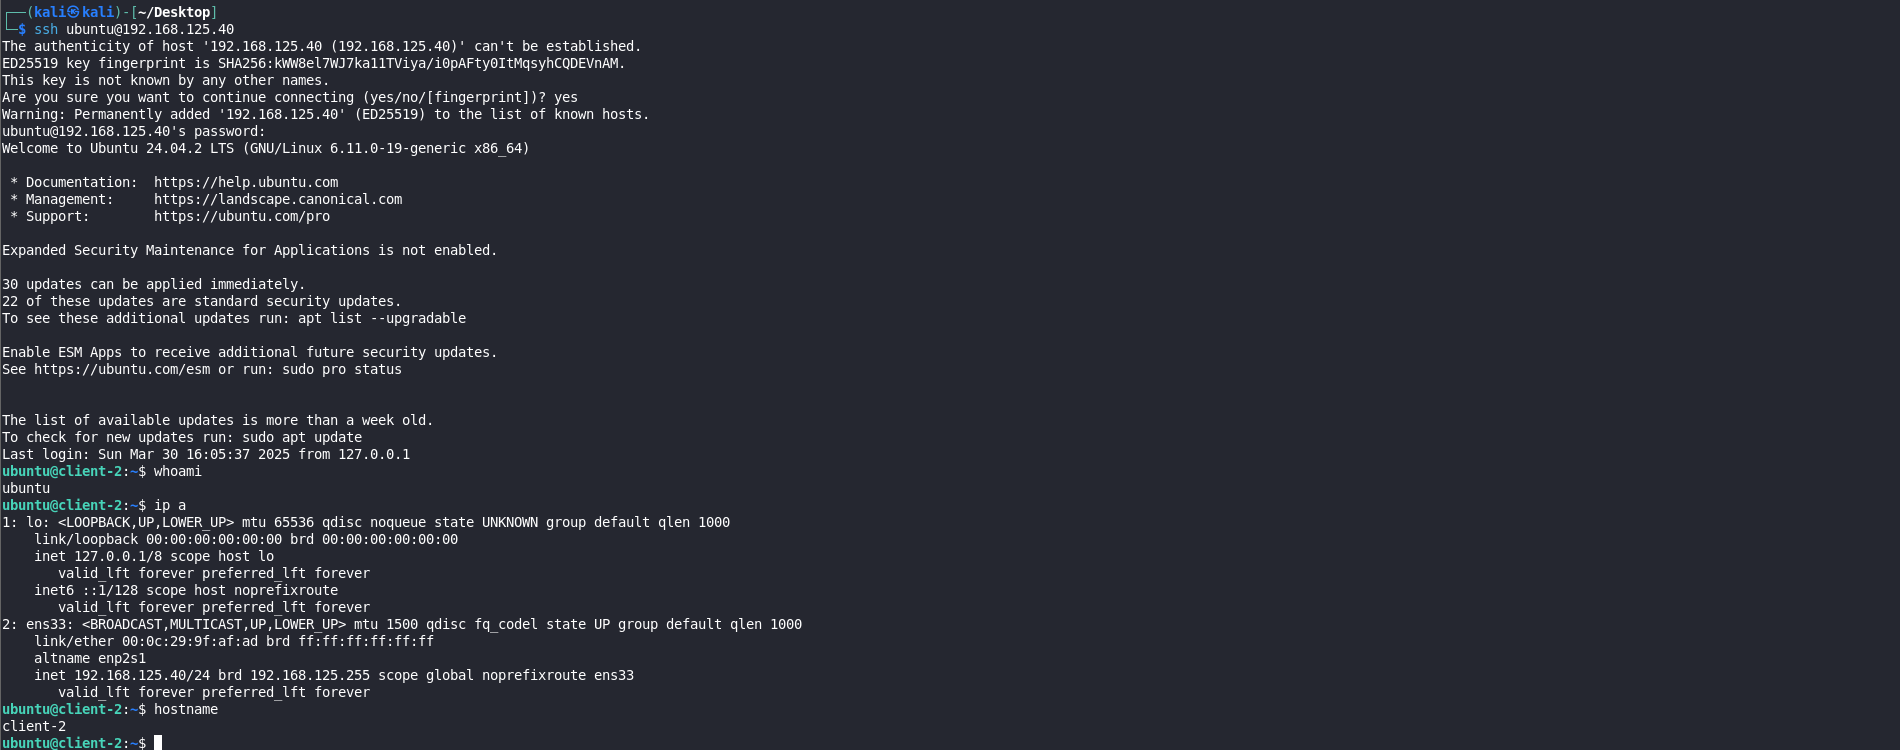 ┌──(kali㉿kali)-[~/Desktop]
└─$ ssh ubuntu@192.168.125.40
The authenticity of host '192.168.125.40 (192.168.125.40)' can't be established.
ED25519 key fingerprint is SHA256:kWW8el7WJ7ka11TViya/i0pAFty0ItMqsyhCQDEVnAM.
This key is not known by any other names.
Are you sure you want to continue connecting (yes/no/[fingerprint])? yes
Warning: Permanently added '192.168.125.40' (ED25519) to the list of known hosts.
ubuntu@192.168.125.40's password:
Welcome to Ubuntu 24.04.2 LTS (GNU/Linux 6.11.0-19-generic x86_64)

 * Documentation:  https://help.ubuntu.com
 * Management:     https://landscape.canonical.com
 * Support:        https://ubuntu.com/pro

Expanded Security Maintenance for Applications is not enabled.

30 updates can be applied immediately.
22 of these updates are standard security updates.
To see these additional updates run: apt list --upgradable

Enable ESM Apps to receive additional future security updates.
See https://ubuntu.com/esm or run: sudo pro status


The list of available updates is more than a week old.
To check for new updates run: sudo apt update
Last login: Sun Mar 30 16:05:37 2025 from 127.0.0.1
ubuntu@client-2:~$ whoami
ubuntu
ubuntu@client-2:~$ ip a
1: lo: <LOOPBACK,UP,LOWER_UP> mtu 65536 qdisc noqueue state UNKNOWN group default qlen 1000
    link/loopback 00:00:00:00:00:00 brd 00:00:00:00:00:00
    inet 127.0.0.1/8 scope host lo
       valid_lft forever preferred_lft forever
    inet6 ::1/128 scope host noprefixroute
       valid_lft forever preferred_lft forever
2: ens33: <BROADCAST,MULTICAST,UP,LOWER_UP> mtu 1500 qdisc fq_codel state UP group default qlen 1000
    link/ether 00:0c:29:9f:af:ad brd ff:ff:ff:ff:ff:ff
    altname enp2s1
    inet 192.168.125.40/24 brd 192.168.125.255 scope global noprefixroute ens33
       valid_lft forever preferred_lft forever
ubuntu@client-2:~$ hostname
client-2
ubuntu@client-2:~$